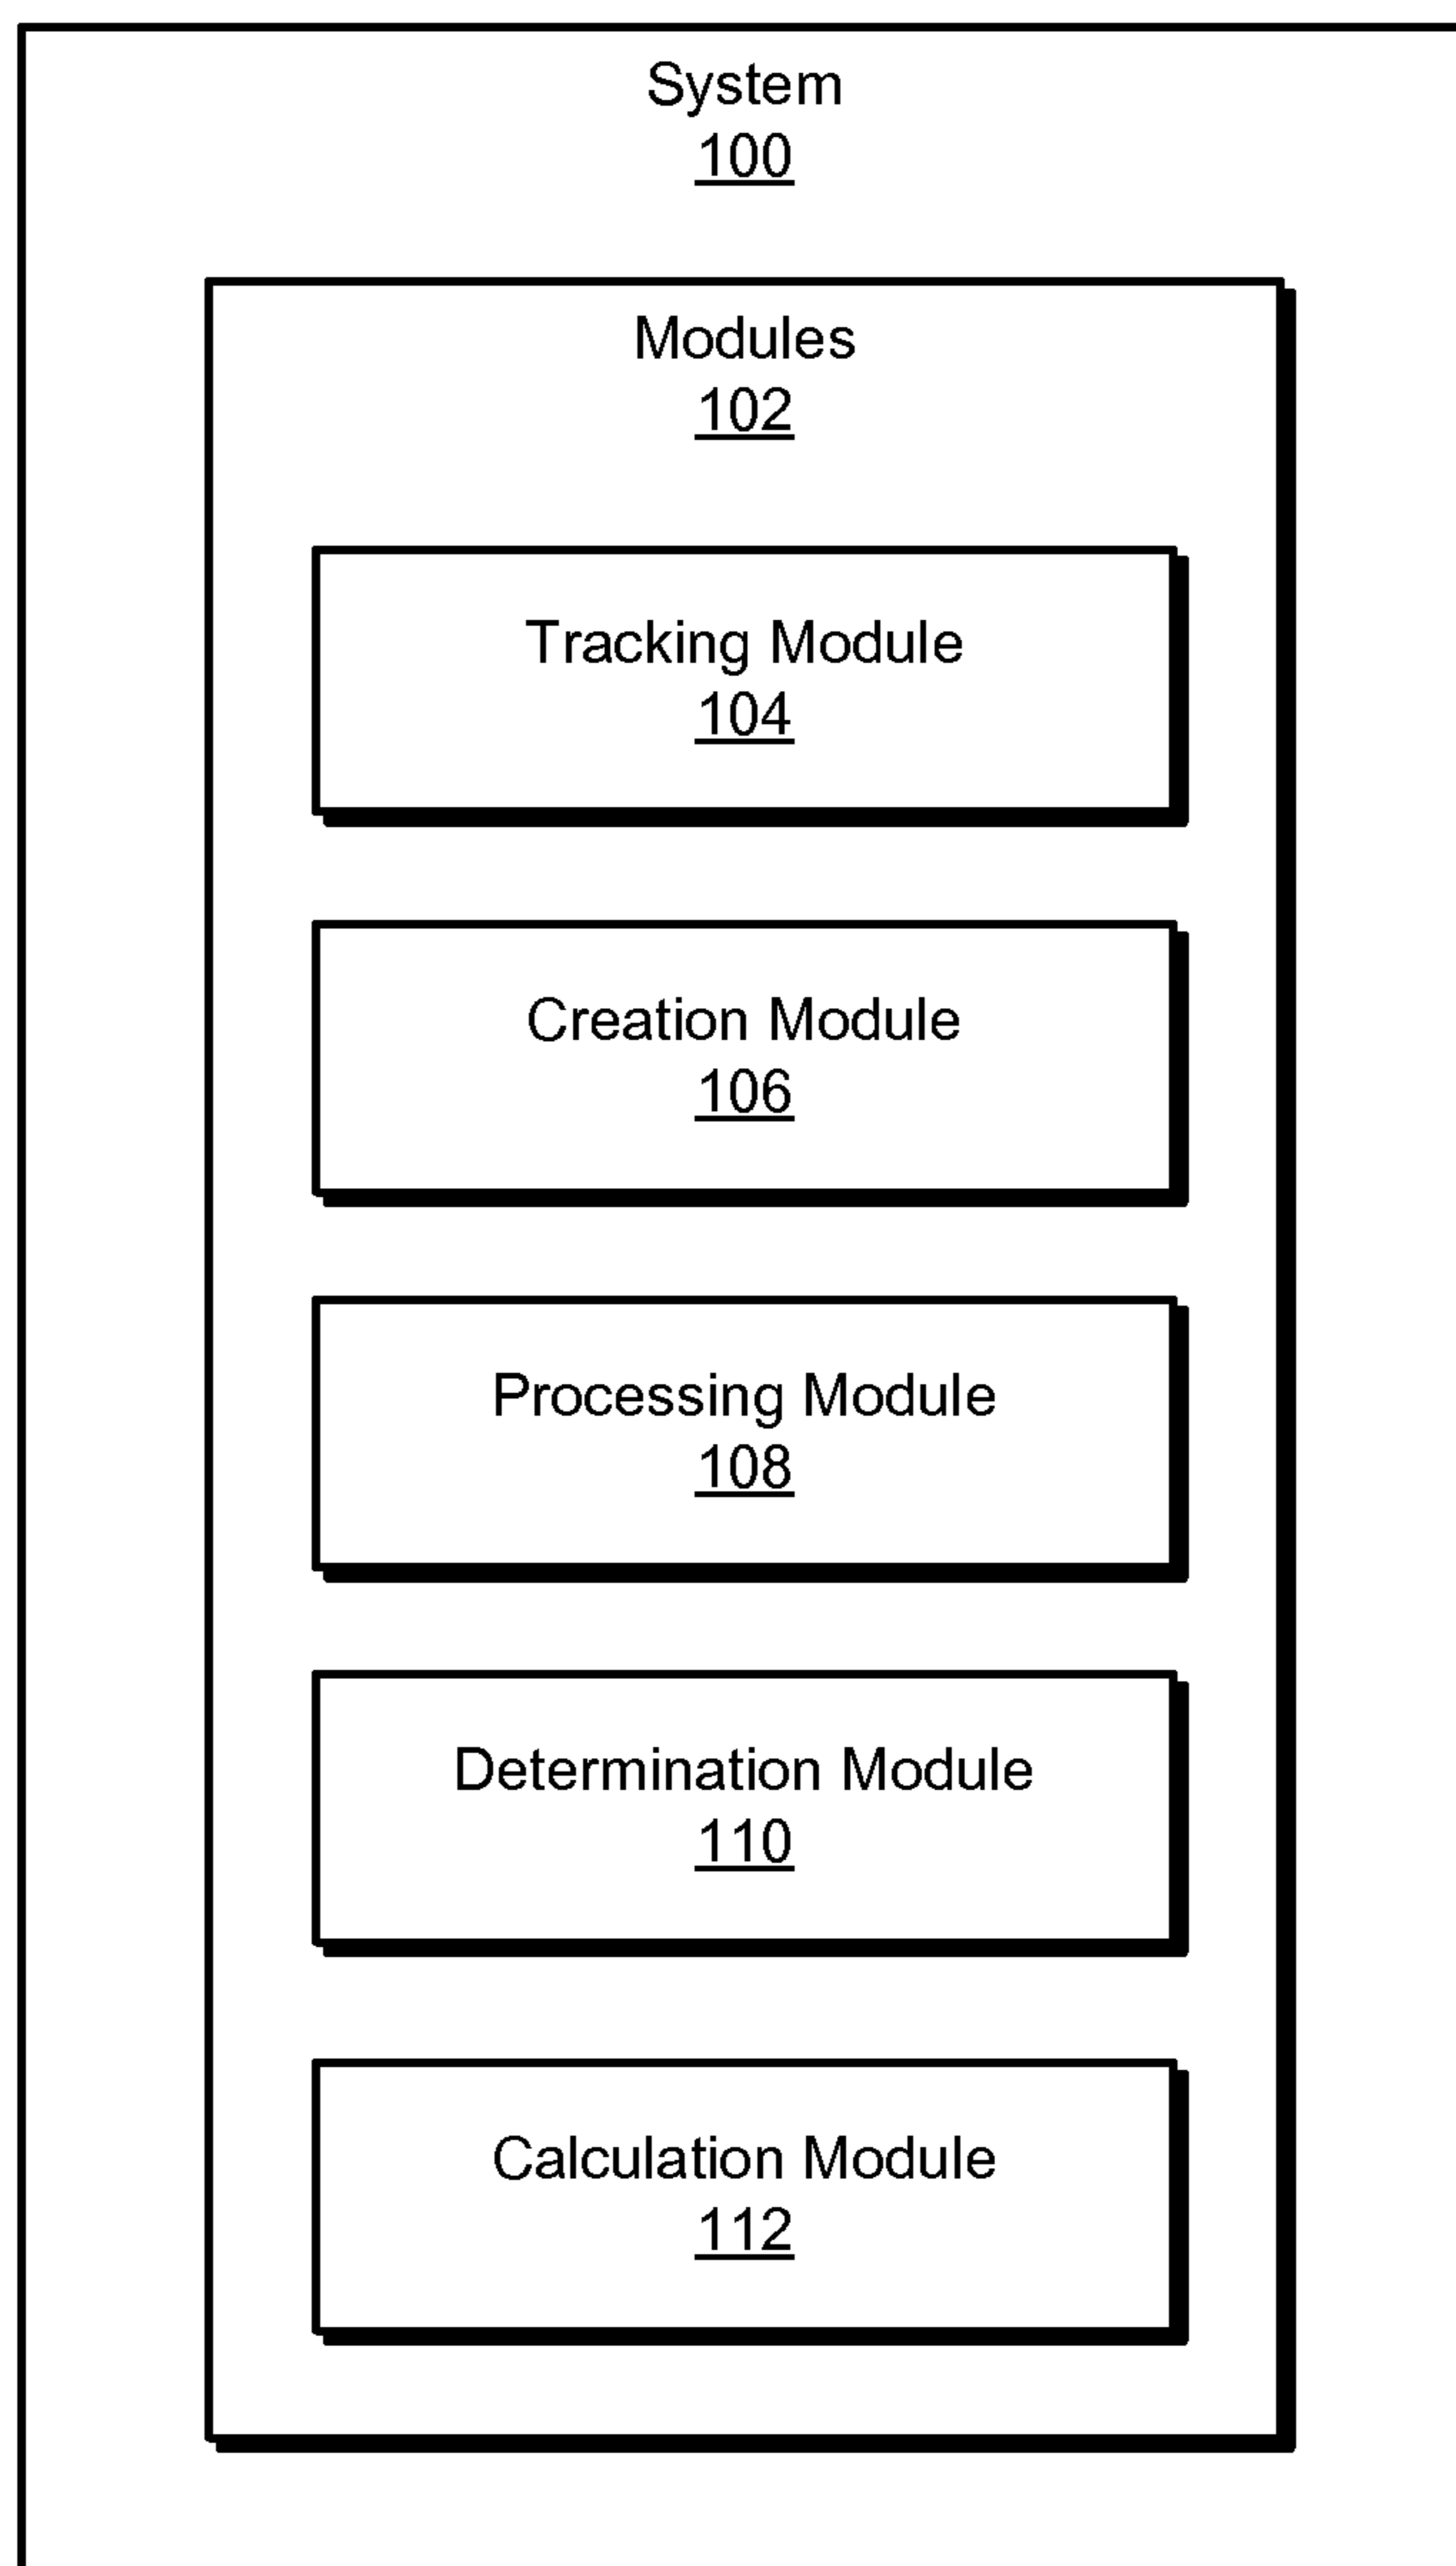 System
100
Modules
102
Tracking Module
104
Creation Module
106
Processing Module
108
Determination Module
110
Calculation Module
112